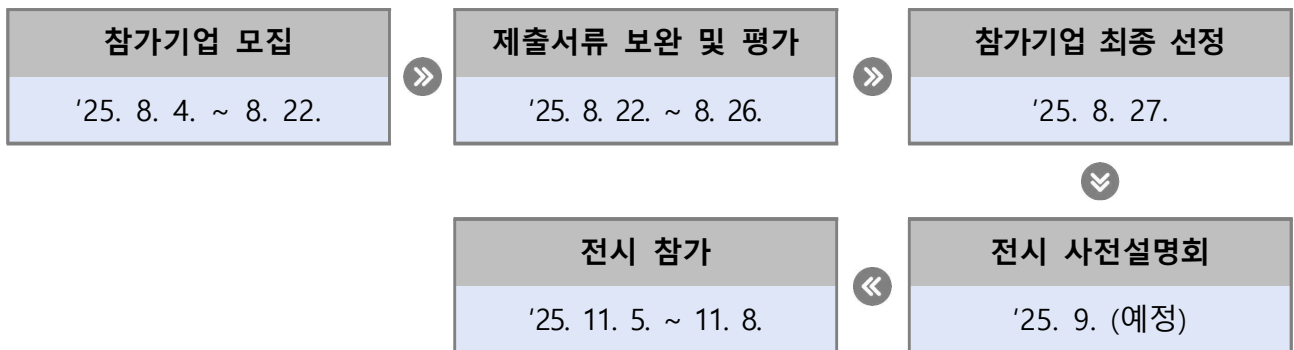 참가기업 모집
'25. 8. 4. ~ 8. 22.
제출서류 보완 및 평가
'25. 8. 22. ~ 8. 26.
참가기업 최종 선정
'25. 8. 27.
전시 사전설명회
'25. 9. (예정)
전시 참가
'25. 11. 5. ~ 11. 8.